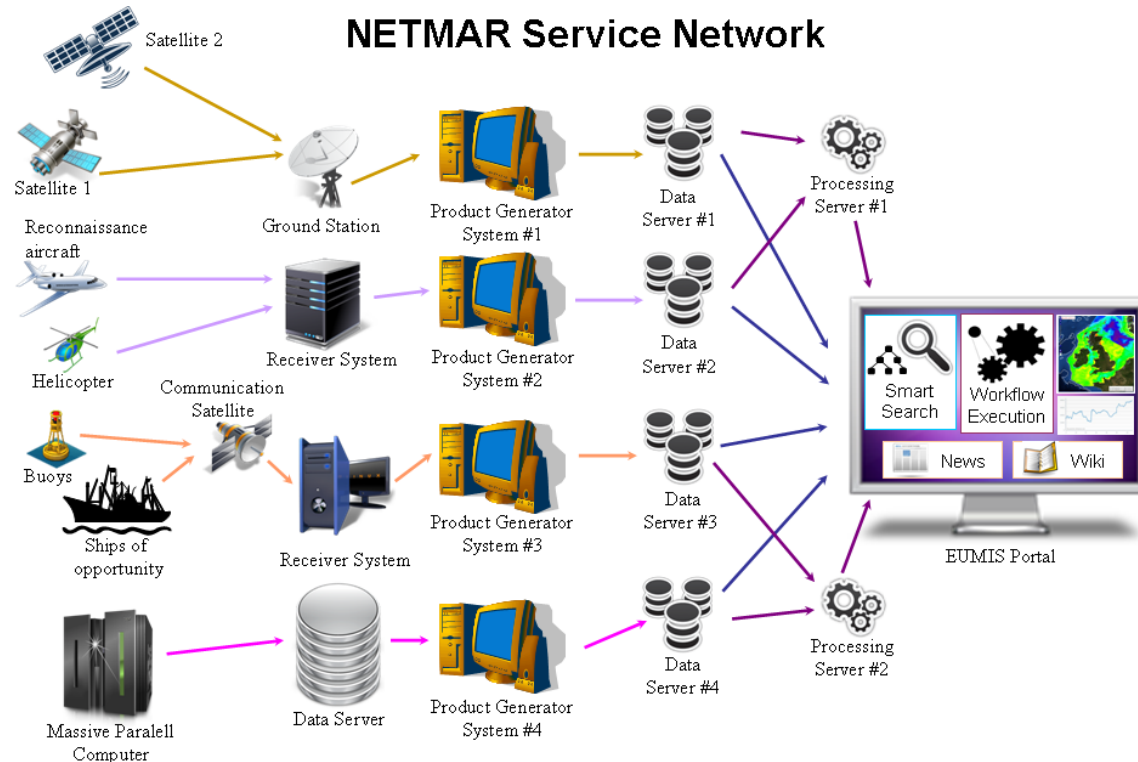 NETMAR Service Network
Satellite 2
Satellite 1
Ground Station
Product Generator
System #1
Data
Server #1
Processing
Server #1
Reconnaissance
aircraft
Helicopter
Receiver System
Product Generator
System #2
Data
Server #2
Communication
Satellite
Buoys
Ships of
opportunity
Receiver System
Product Generator
System #3
Data
Server #3
Smart
Search
Workflow
Execution
News
Wiki
EUMIS Portal
Massive Paralell
Computer
Data Server
Product Generator
System #4
Data
Server #4
Processing
Server #2